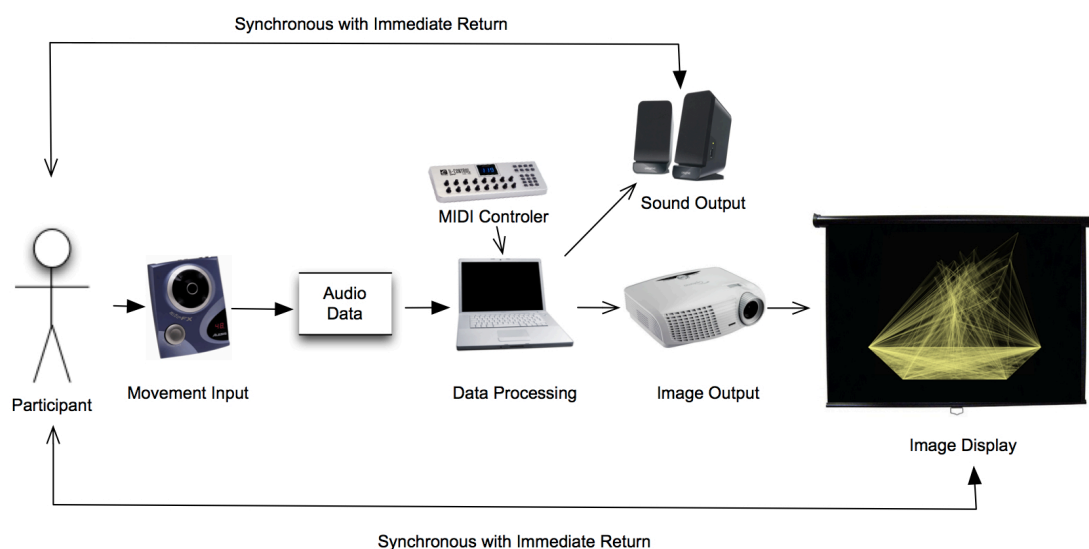 Synchronous with Immediate Return
MIDI Controler
Sound Output
Audio
Data
Participant
Movement Input
Data Processing
Image Output
Image Display
Synchronous with Immediate Return